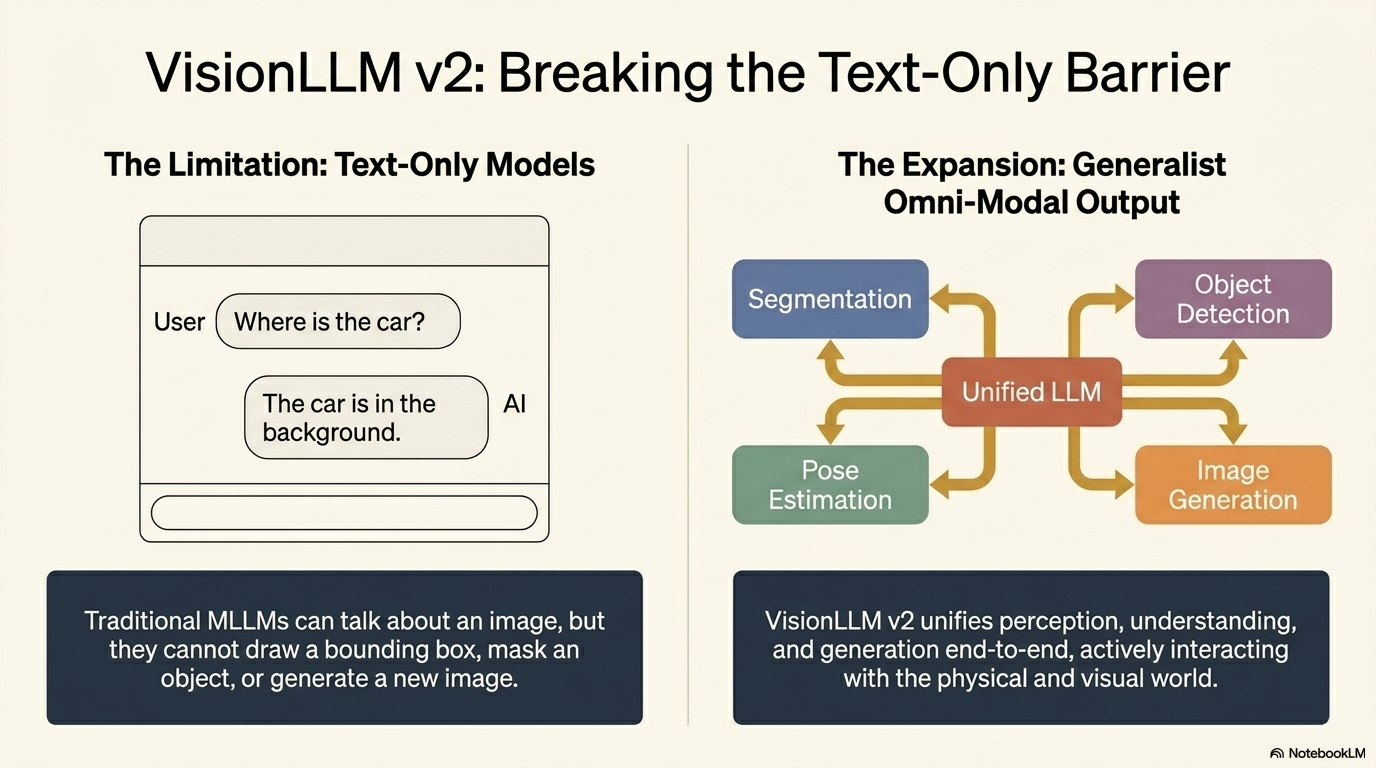 VisionLLM v2: Breaking the Text-Only Barrier
The Limitation: Text-Only Models
User
Where is the car?
The car is in the
background.
AI
Traditional MLLMs can talk about an image, but
they cannot draw a bounding box, mask an
object, or generate a new image.
The Expansion: Generalist
Omni-Modal Output
Segmentation
Object
Detection
Unified LLM
Pose
Estimation
Image
Generation
VisionLLM v2 unifies perception, understanding,
and generation end-to-end, actively interacting
with the physical and visual world.
NotebookLM